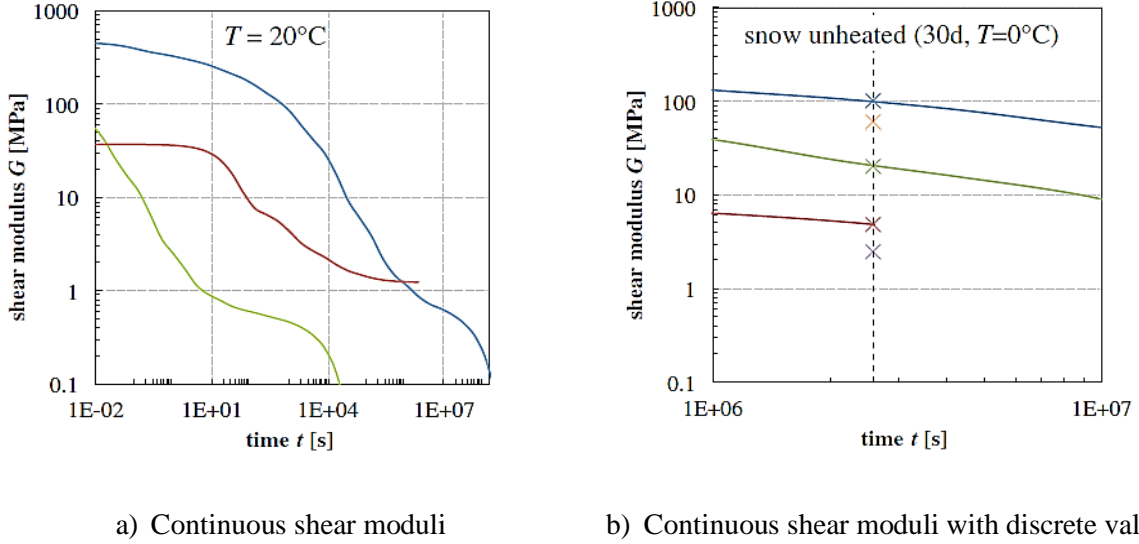 1000
100
10
1
0.1
shear modulus G [MPa]
T = 20°C
1E-02
1E+01
1E+04
1E+07
time t [s]
a) Continuous shear moduli
1000
100
10
1
0.1
shear modulus G [MPa]
snow unheated (30d, T=0°C)
1E+06
1E+07
time t [s]
b) Continuous shear moduli with discrete val